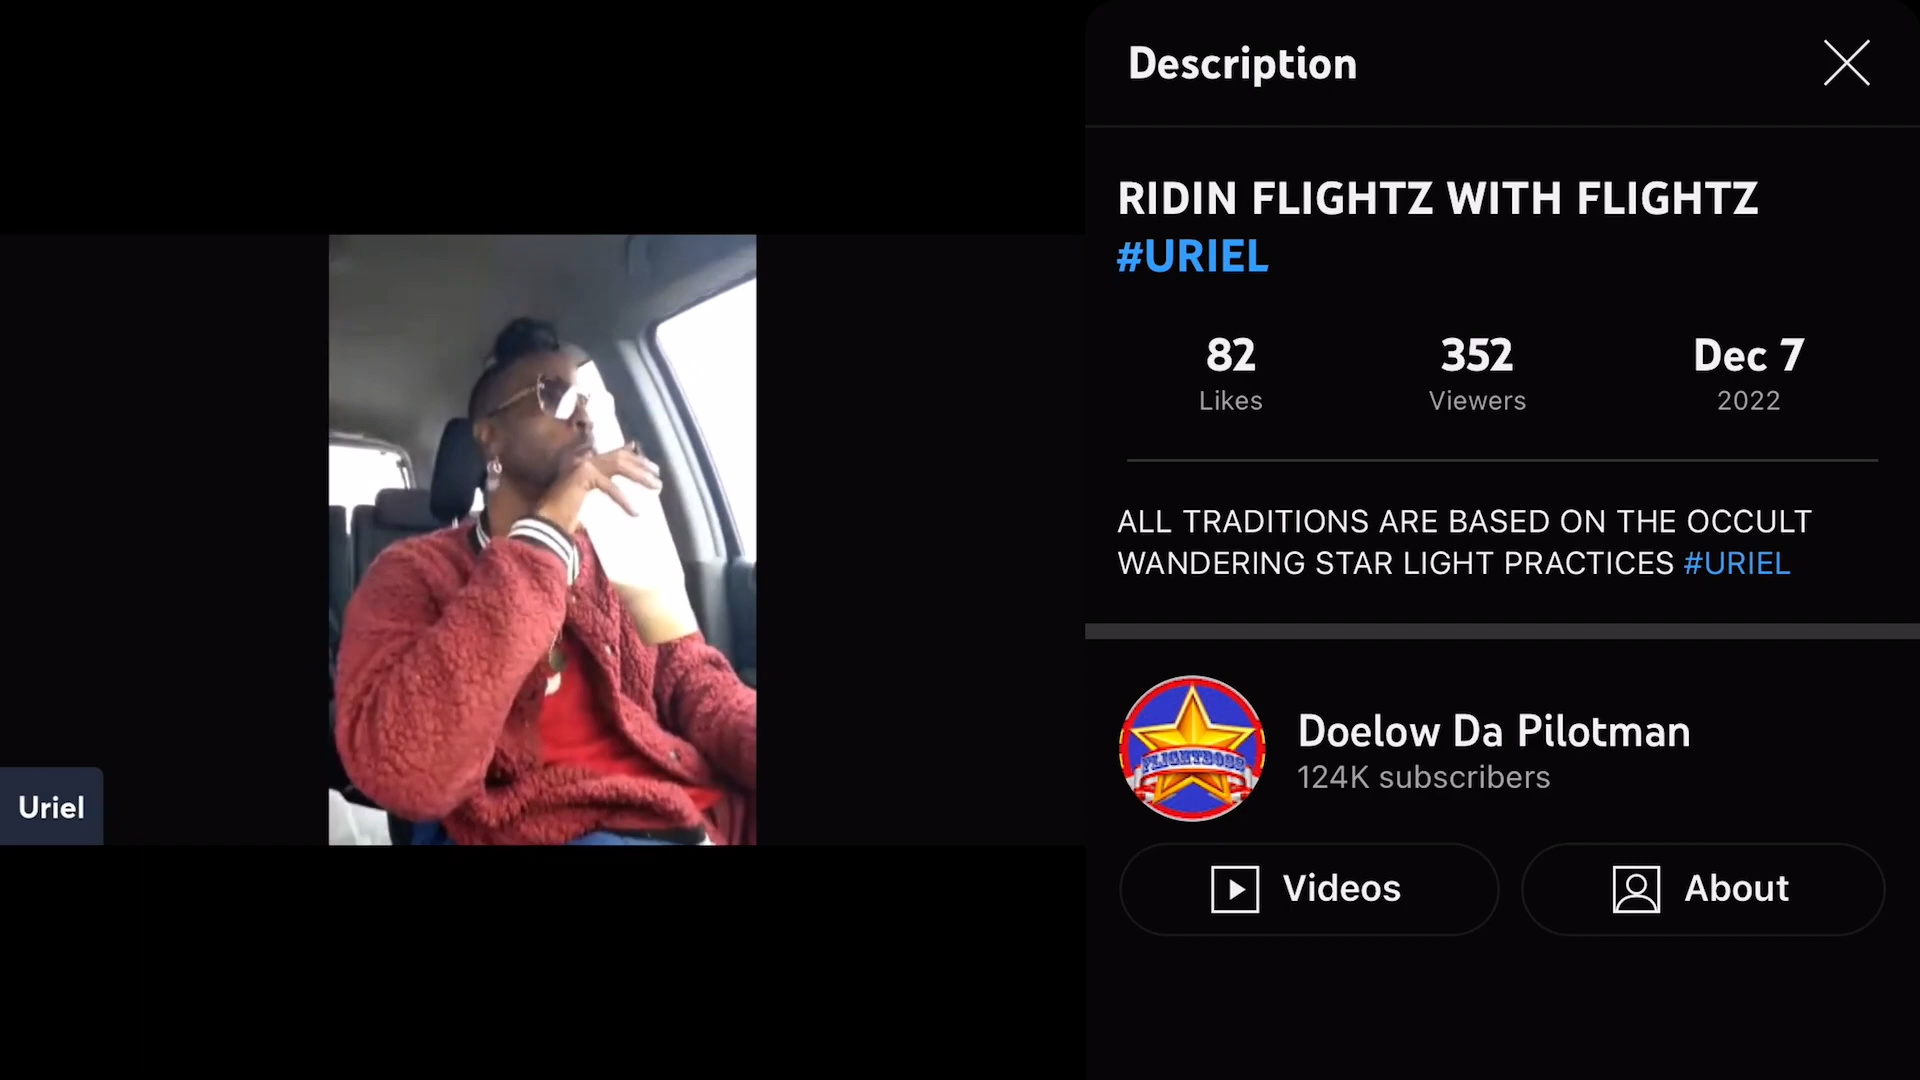 Description
RIDIN FLIGHTZ WITH FLIGHTZ
#URIEL
82
Likes
352
Viewers
Dec 7
2022
ALL TRADITIONS ARE BASED ON THE OCCULT
WANDERING STAR LIGHT PRACTICES #URIEL
Doelow Da Pilotman
124K subscribers
Videos
About
Uriel